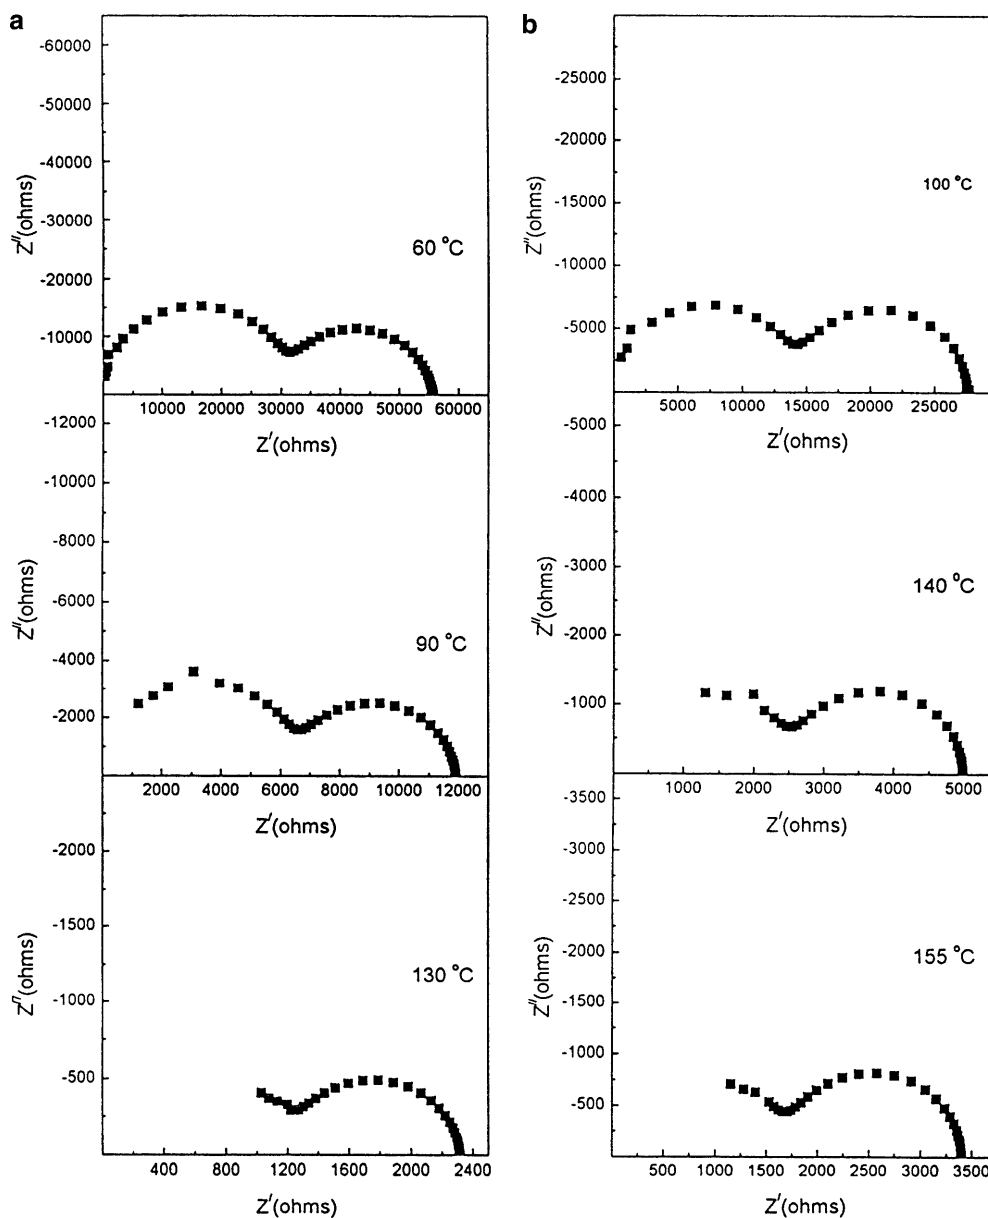 a
-60000
-50000
-40000
-30000
-20000
-10000
Z″(ohms)
60 °C
10000 20000 30000 40000 50000 60000
Z′(ohms)
-12000
-10000
-8000
-6000
-4000
-2000
Z″(ohms)
90 °C
2000 4000 6000 8000 10000 12000
Z′(ohms)
-2000
-1500
-1000
-500
Z″(ohms)
130 °C
400 800 1200 1600 2000 2400
Z′(ohms)
b
-25000
-20000
-15000
-10000
-5000
Z″(ohms)
100 °C
5000 10000 15000 20000 25000
Z′(ohms)
-5000
-4000
-3000
-2000
-1000
Z″(ohms)
140 °C
1000 2000 3000 4000 5000
Z′(ohms)
-3500
-3000
-2500
-2000
-1500
-1000
-500
Z″(ohms)
155 °C
500 1000 1500 2000 2500 3000 3500
Z′(ohms)